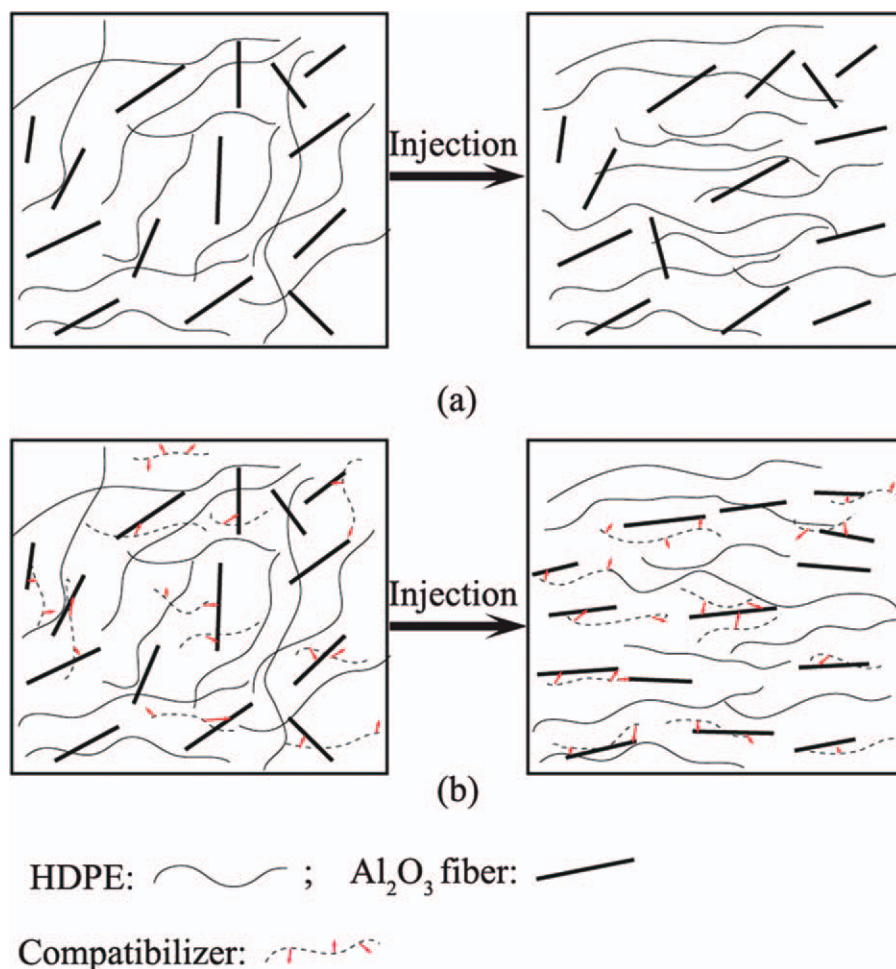 Injection
(a)
Injection
(b)
HDPE: ; Al₂O₃ fiber:
Compatibilizer: